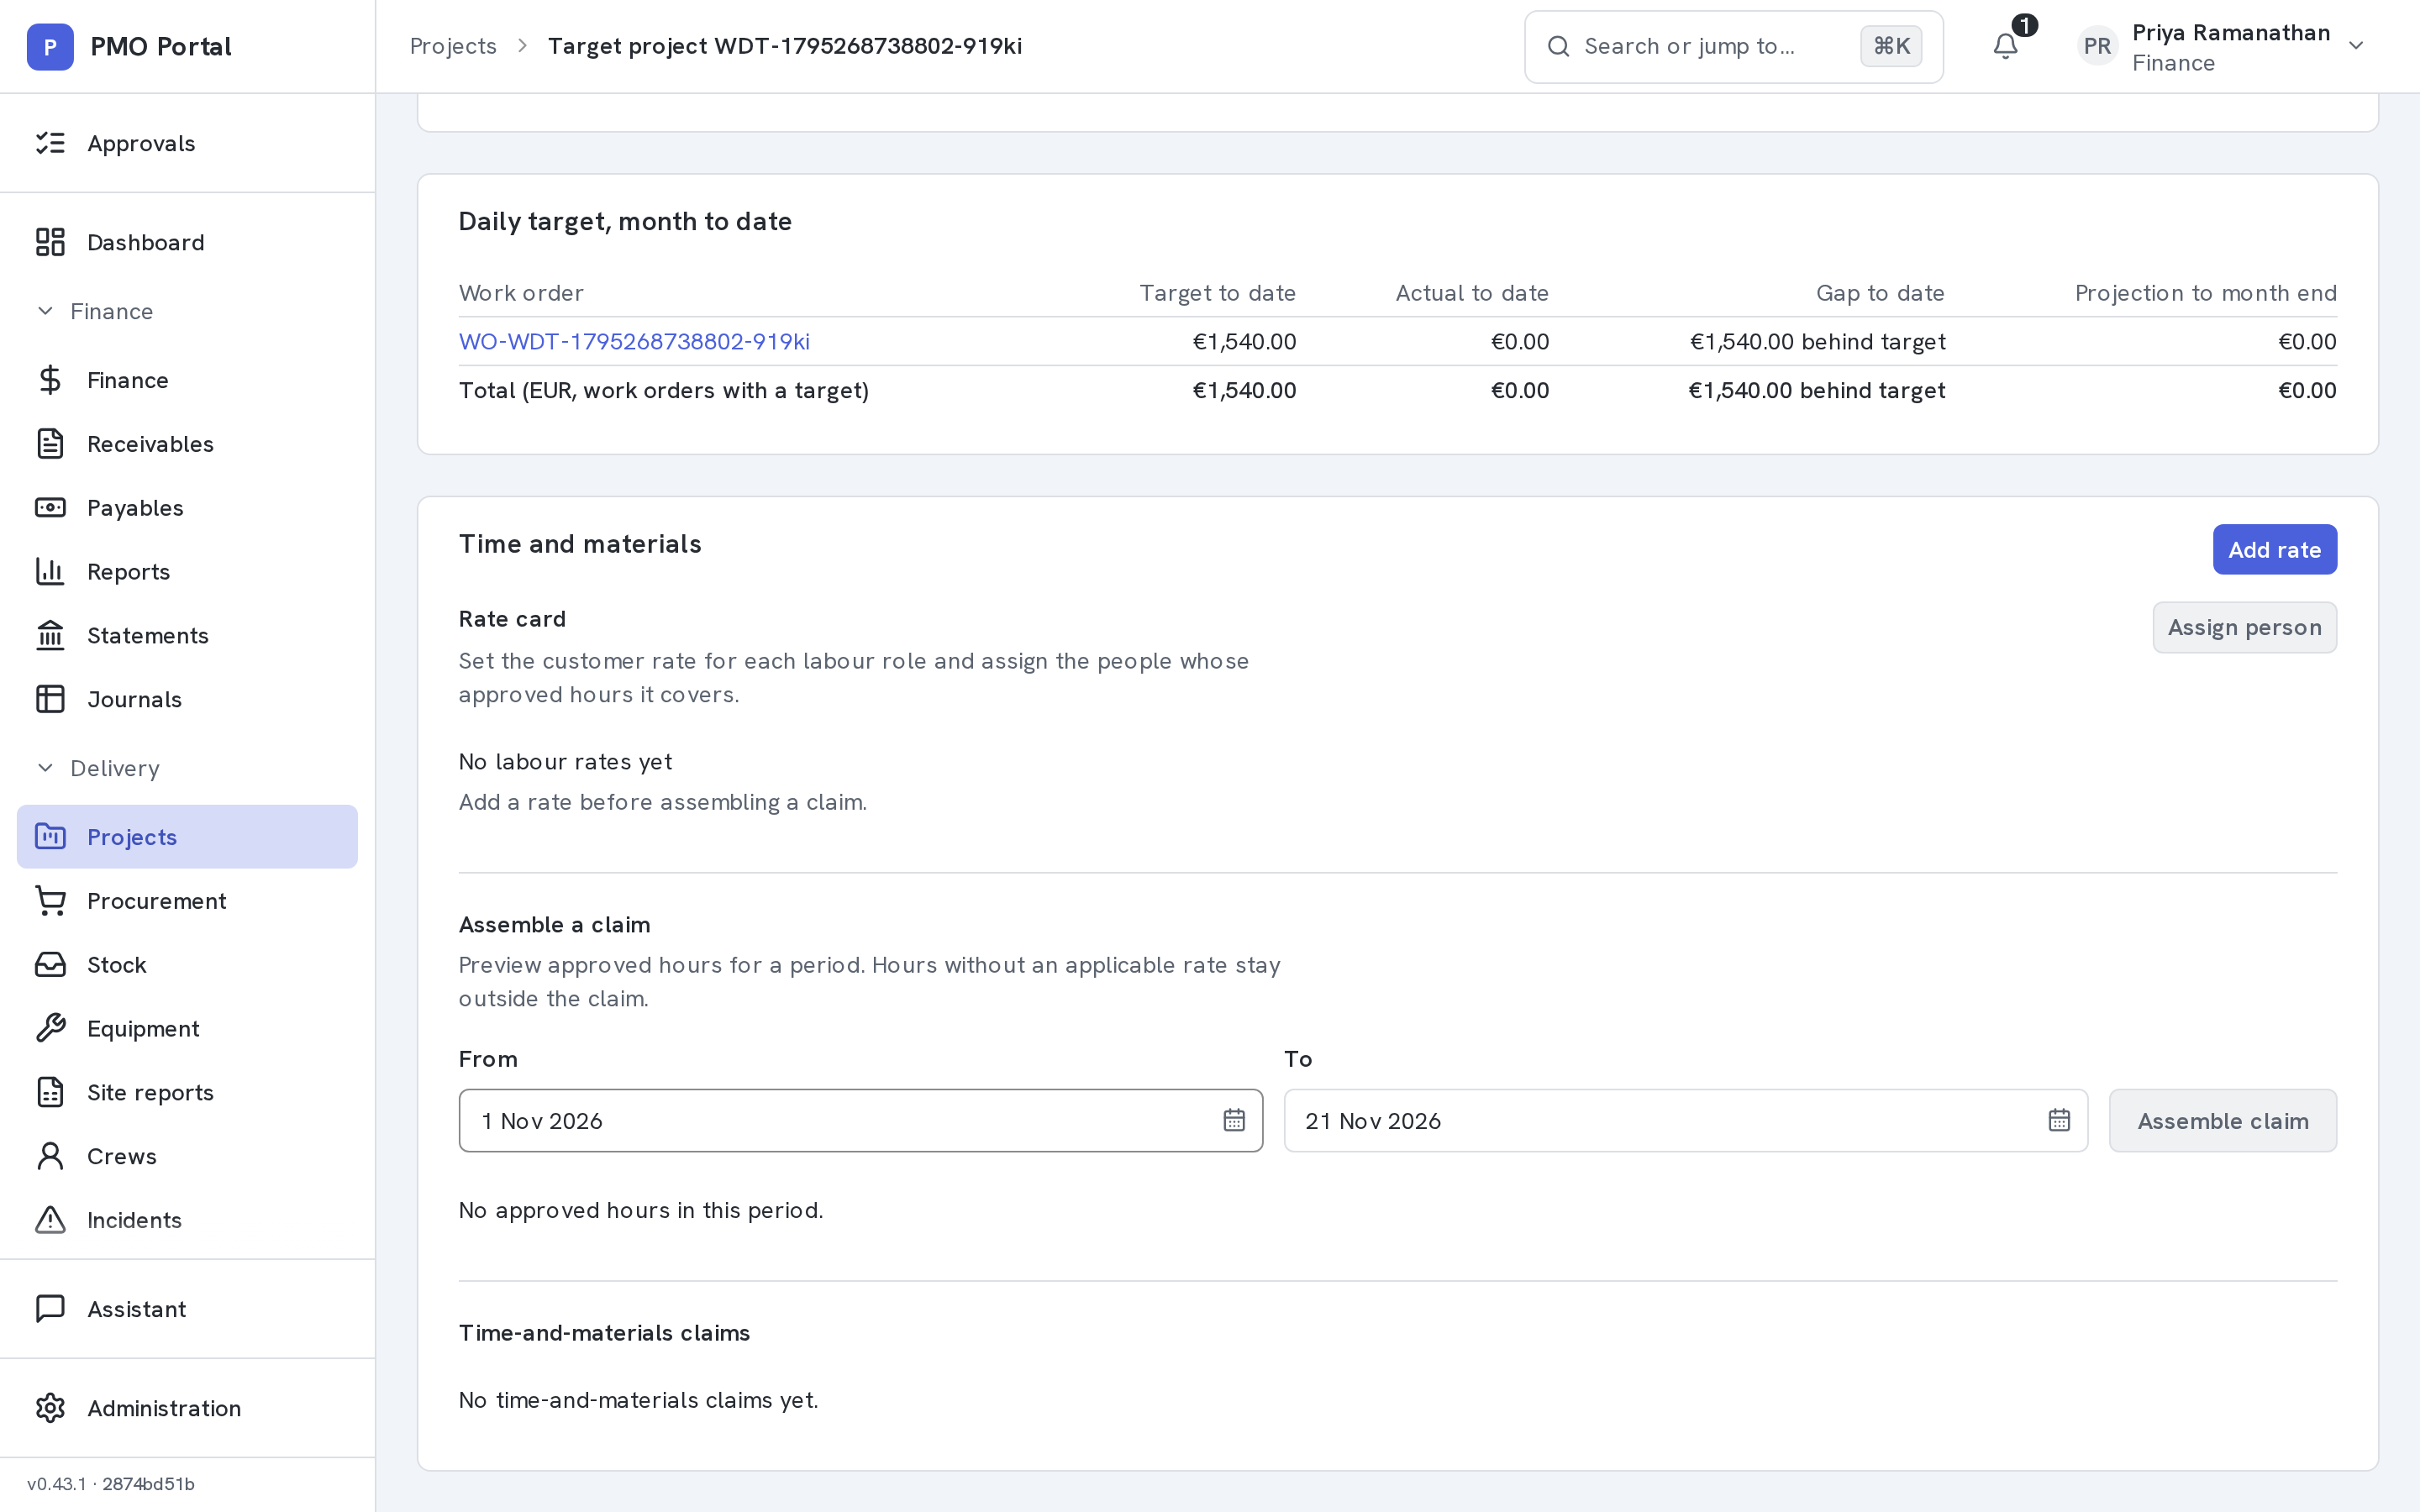 P PMO Portal
Projects > Target project WDT-1795268738802-919ki
Search or jump to... ⌘K
1
PR Priya Ramanathan
Finance
Approvals
Dashboard
Finance
Finance
Receivables
Payables
Reports
Statements
Journals
Delivery
Projects
Procurement
Stock
Equipment
Site reports
Crews
Incidents
Assistant
Administration
v0.43.1 · 2874bd51b
Daily target, month to date
Work order Target to date Actual to date Gap to date Projection to month end
WO-WDT-1795268738802-919ki €1,540.00 €0.00 €1,540.00 behind target €0.00
Total (EUR, work orders with a target) €1,540.00 €0.00 €1,540.00 behind target €0.00
Time and materials Add rate
Rate card Assign person
Set the customer rate for each labour role and assign the people whose
approved hours it covers.
No labour rates yet
Add a rate before assembling a claim.
Assemble a claim
Preview approved hours for a period. Hours without an applicable rate stay
outside the claim.
From To
1 Nov 2026 21 Nov 2026 Assemble claim
No approved hours in this period.
Time-and-materials claims
No time-and-materials claims yet.